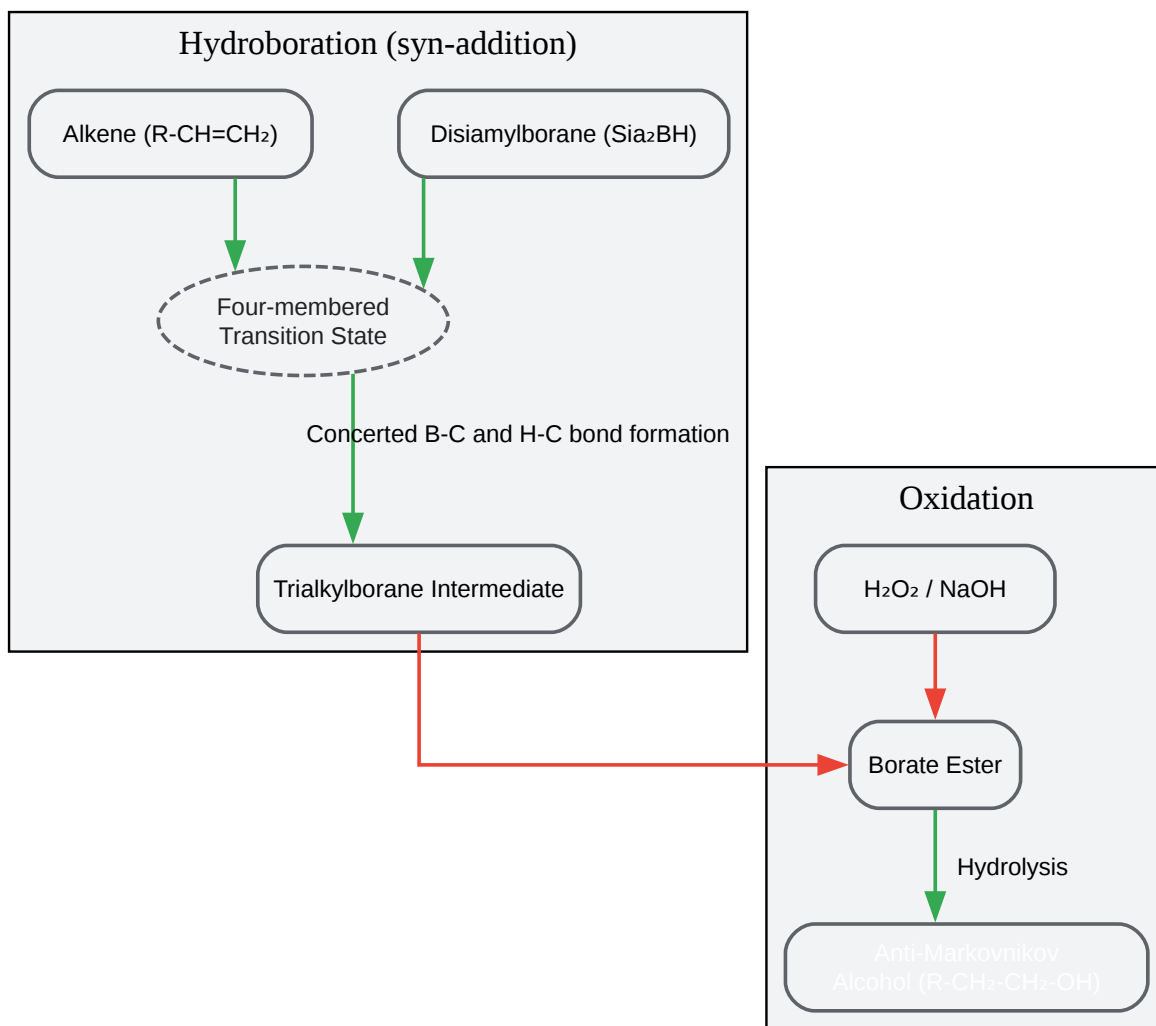 Hydroboration (syn-addition)
Alkene (R-CH=CH₂)
Disiamylborane (Sia₂BH)
Four-membered
Transition State
Concerted B-C and H-C bond formation
Trialkylborane Intermediate
Oxidation
H₂O₂ / NaOH
Borate Ester
Hydrolysis
Anti-Markovnikov
Alcohol (R-CH₂-CH₂-OH)